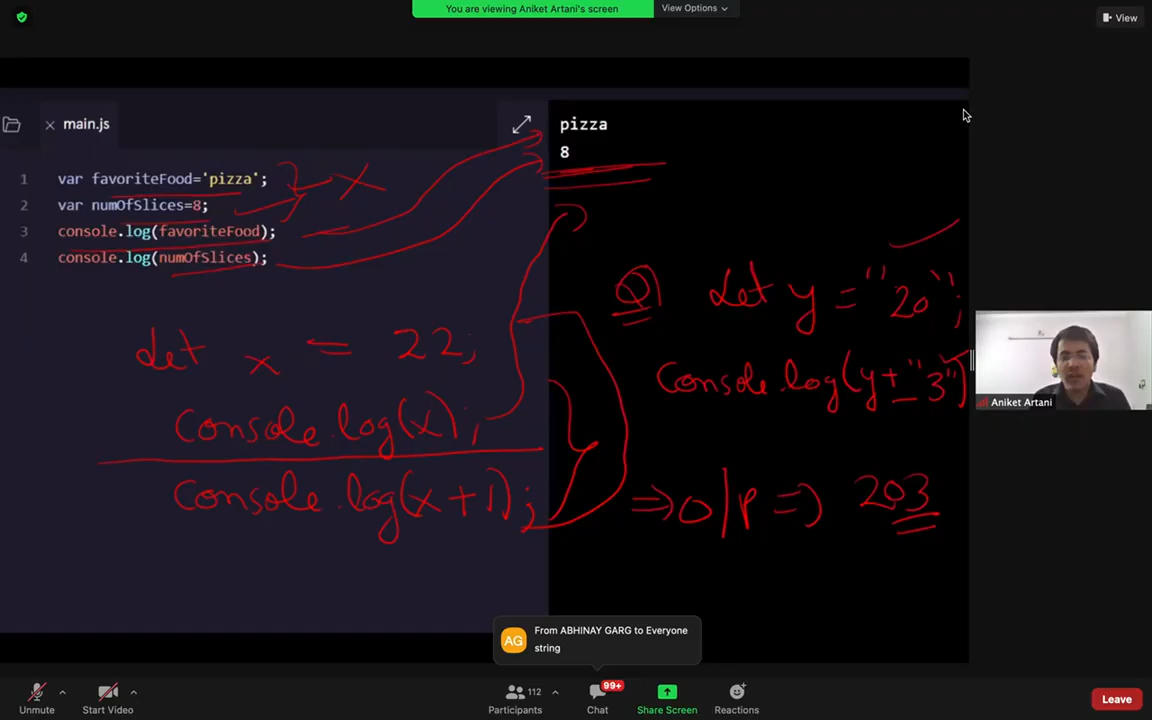 You are viewing Aniket Artani's screen
View Options
View
main.js
1 var favoriteFood='pizza';
2 var numOfSlices=8;
3 console.log(favoriteFood);
4 console.log(numOfSlices);
pizza
8
let x = 22;
console.log(x);
console.log(x+1);
Q) let y = "20";
Console.log(y+"3")
=> O/P => 203
Aniket Artani
AG
From ABHINAY GARG to Everyone
string
Unmute
Start Video
112
Participants
99+
Chat
Share Screen
Reactions
Leave